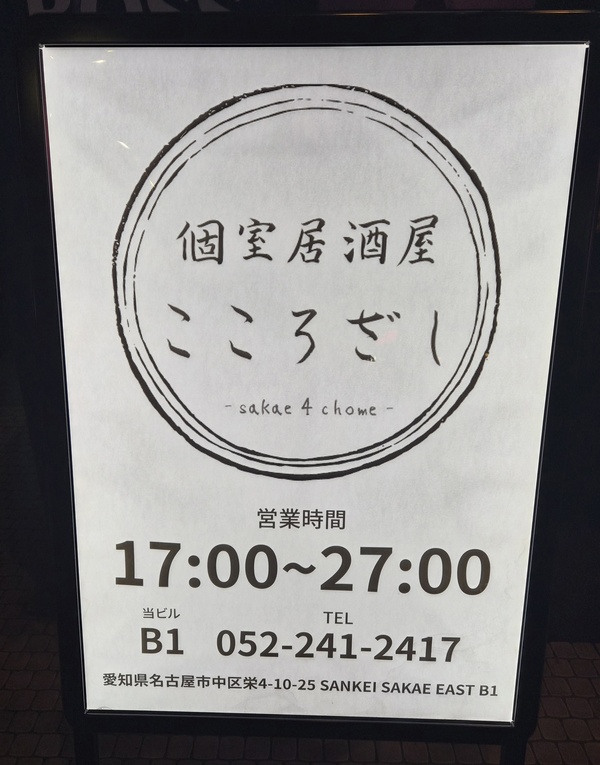 個室居酒屋
こころざし
- sakae 4 chome -
営業時間
17:00~27:00
当ビル TEL
B1 052-241-2417
愛知県名古屋市中区栄4-10-25 SANKEI SAKAE EAST B1